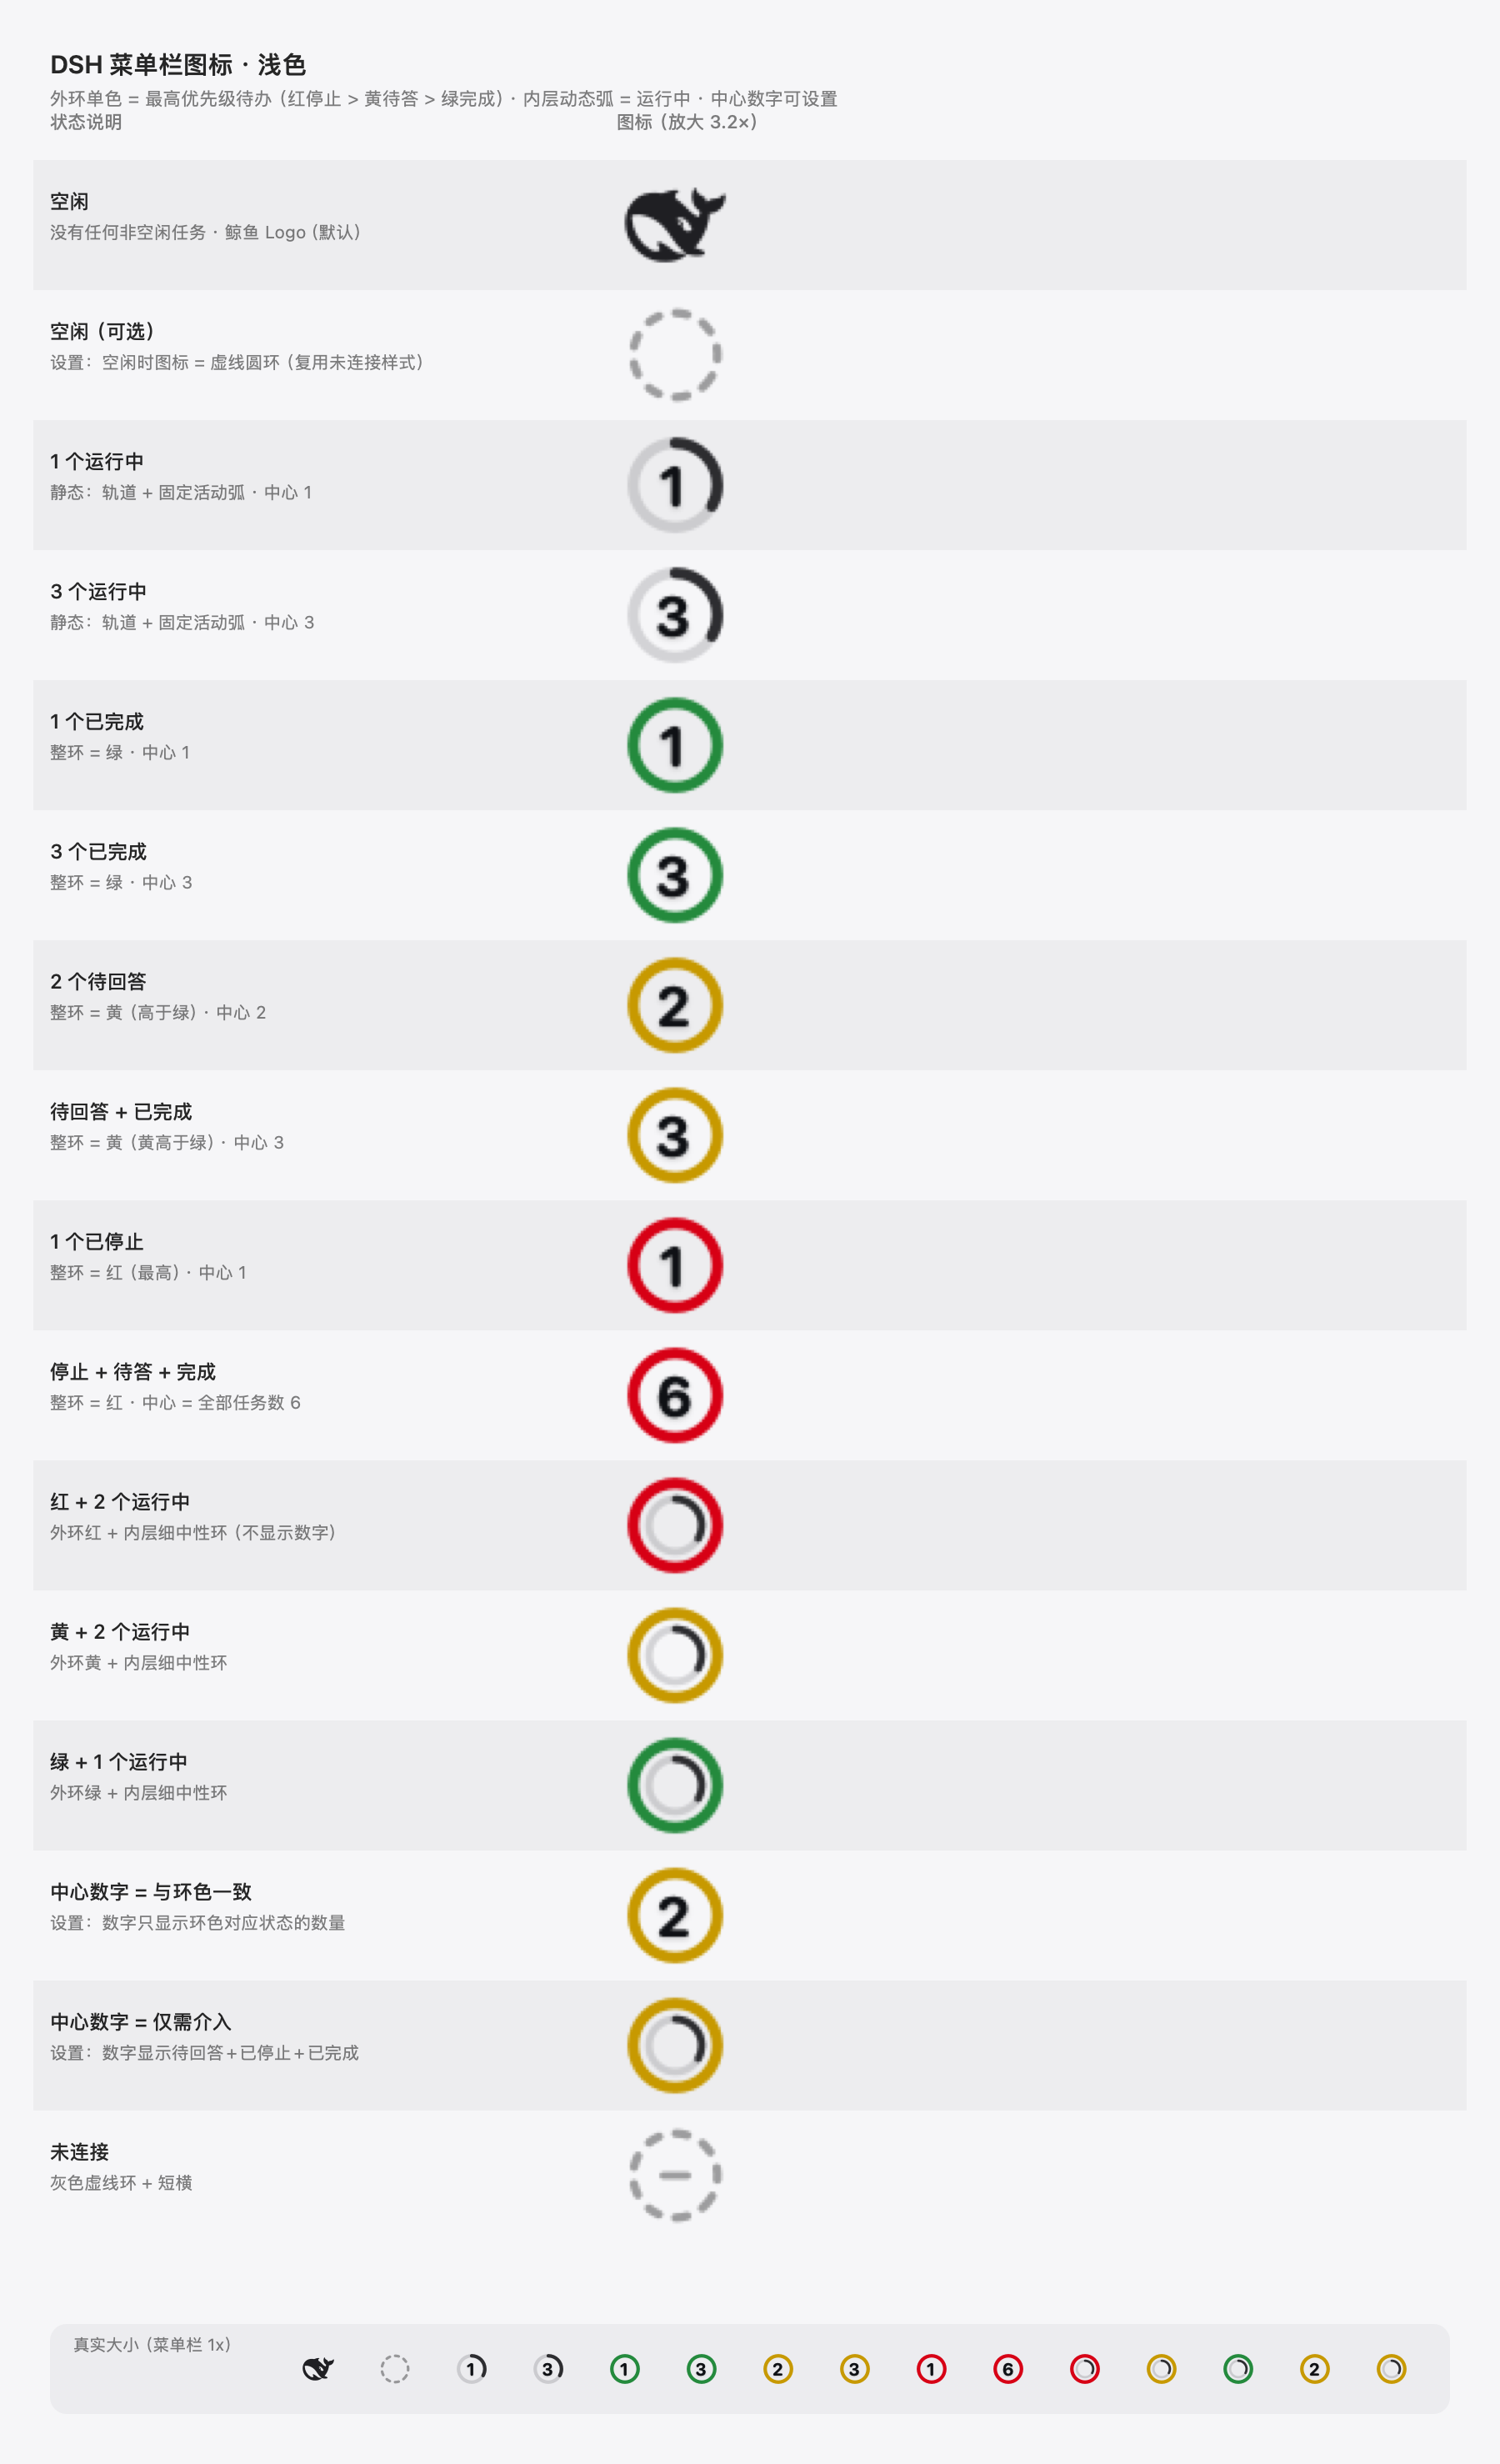 DSH 菜单栏图标 · 浅色
外环单色 = 最高优先级待办（红停止 > 黄待答 > 绿完成）· 内层动态弧 = 运行中 · 中心数字可设置
状态说明
图标（放大 3.2×）
空闲
没有任何非空闲任务 · 鲸鱼 Logo（默认）
空闲（可选）
设置：空闲时图标 = 虚线圆环（复用未连接样式）
1 个运行中
静态：轨道 + 固定活动弧 · 中心 1
1
3 个运行中
静态：轨道 + 固定活动弧 · 中心 3
3
1 个已完成
整环 = 绿 · 中心 1
1
3 个已完成
整环 = 绿 · 中心 3
3
2 个待回答
整环 = 黄（高于绿）· 中心 2
2
待回答 + 已完成
整环 = 黄（黄高于绿）· 中心 3
3
1 个已停止
整环 = 红（最高）· 中心 1
1
停止 + 待答 + 完成
整环 = 红 · 中心 = 全部任务数 6
6
红 + 2 个运行中
外环红 + 内层细中性环（不显示数字）
黄 + 2 个运行中
外环黄 + 内层细中性环
绿 + 1 个运行中
外环绿 + 内层细中性环
中心数字 = 与环色一致
设置：数字只显示环色对应状态的数量
2
中心数字 = 仅需介入
设置：数字显示待回答+已停止+已完成
未连接
灰色虚线环 + 短横
真实大小（菜单栏 1x）
1 3 1 3 2 3 1 6 2